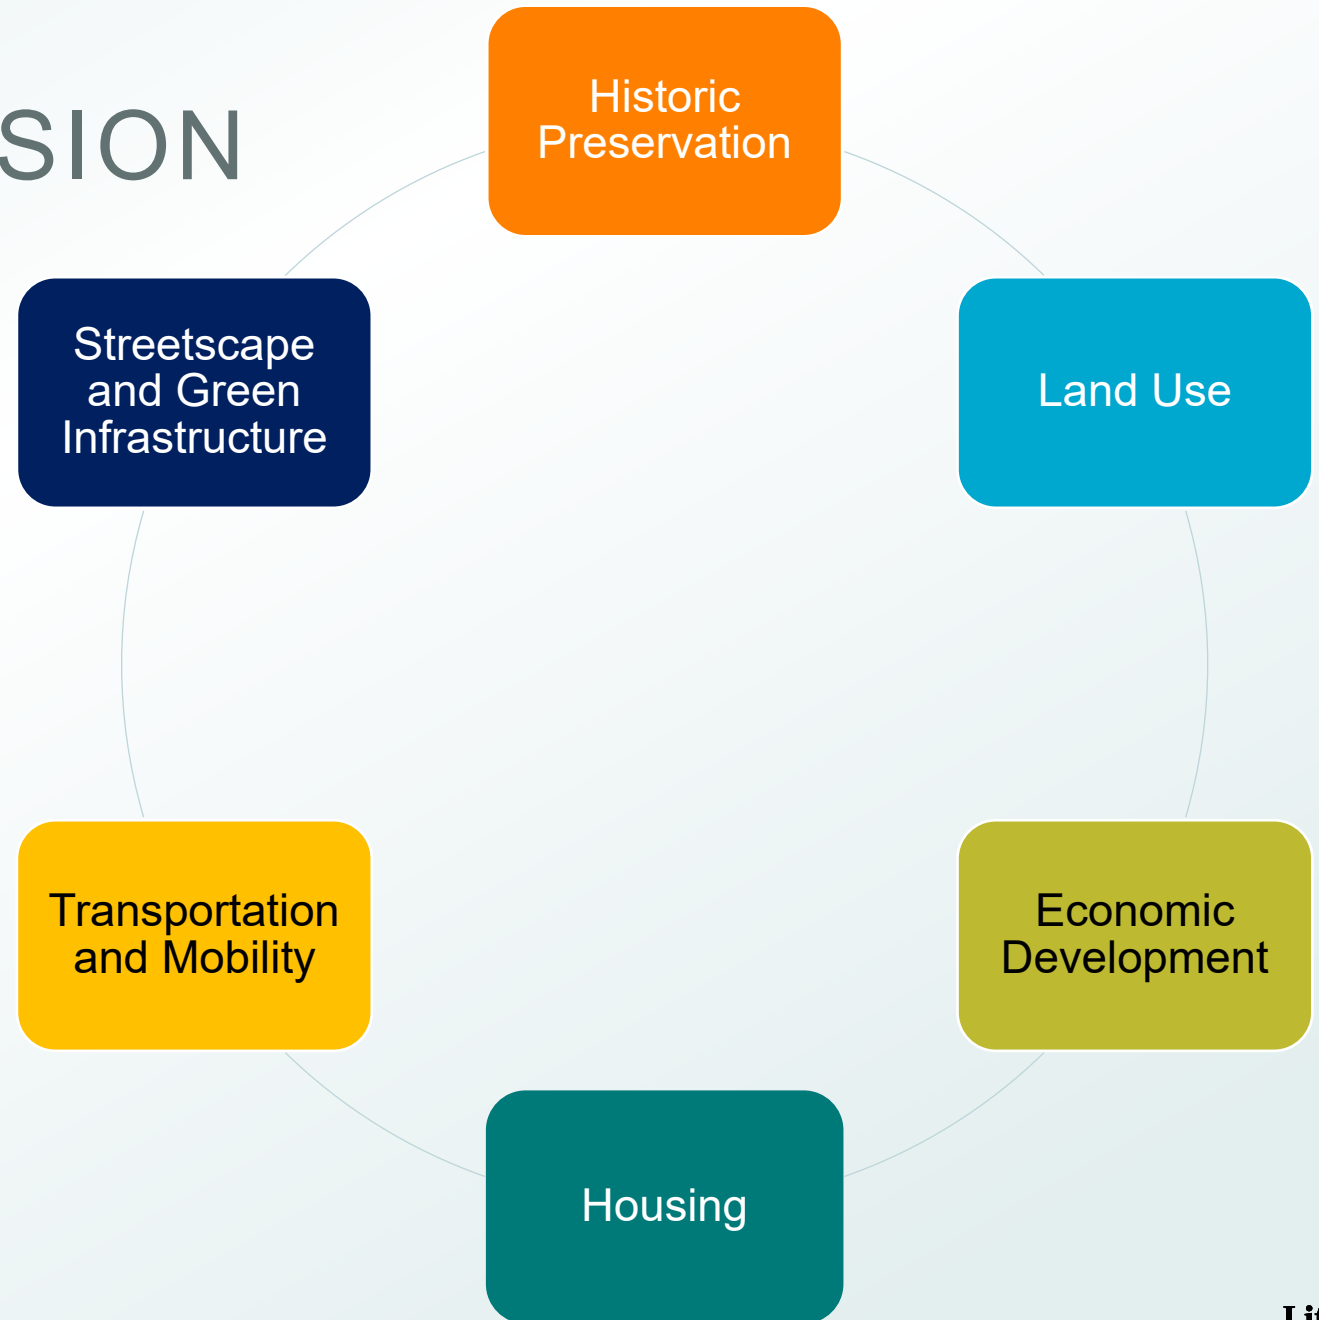 SION
Historic
Preservation
Land Use
Economic
Development
Housing
Transportation
and Mobility
Streetscape
and Green
Infrastructure